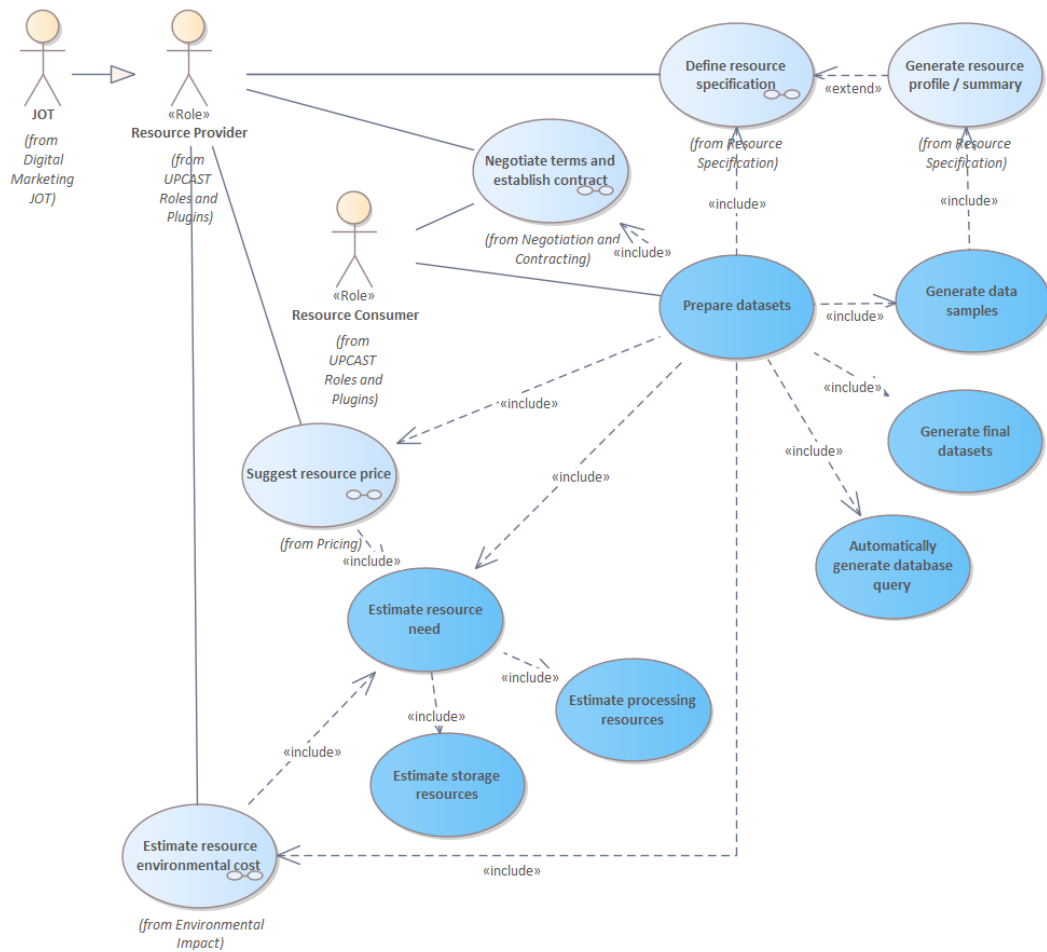 JOT
(from
Digital
Marketing
JOT)
«Role»
Resource Provider
(from
UPCAST
Roles and
Plugins)
Define resource
specification
(from Resource
Specification)
«extend»
Generate resource
profile / summary
(from Resource
Specification)
Negotiate terms and
establish contract
(from Negotiation and
Contracting)
«include»
«include»
«include»
«Role»
Resource Consumer
(from
UPCAST
Roles and
Plugins)
Prepare datasets
«include»
Generate data
samples
«include»
Generate final
datasets
«include»
«include»
«include»
Suggest resource price
(from Pricing)
«include»
Automatically
generate database
query
Estimate resource
need
«include»
Estimate processing
resources
«include»
«include»
Estimate storage
resources
Estimate resource
environmental cost
(from Environmental
Impact)
«include»